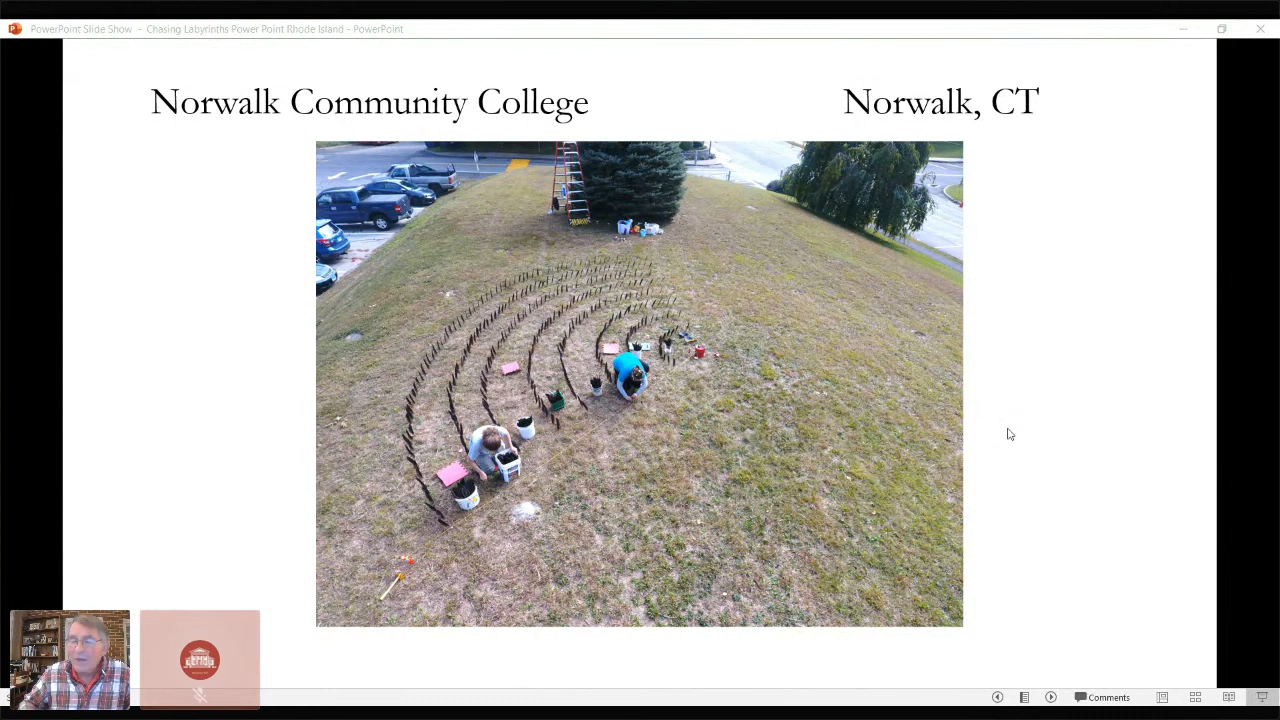 PowerPoint Slide Show - Chasing Labyrinths Power Point Rhode Island - PowerPoint
Norwalk Community College
Norwalk, CT
Comments